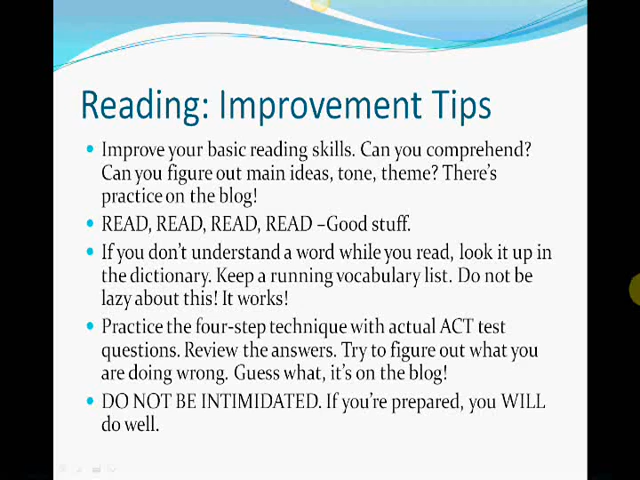 Reading: Improvement Tips
• Improve your basic reading skills. Can you comprehend?
Can you figure out main ideas, tone, theme? There's
practice on the blog!
• READ, READ, READ, READ –Good stuff.
• If you don't understand a word while you read, look it up in
the dictionary. Keep a running vocabulary list. Do not be
lazy about this! It works!
• Practice the four-step technique with actual ACT test
questions. Review the answers. Try to figure out what you
are doing wrong. Guess what, it's on the blog!
• DO NOT BE INTIMIDATED. If you're prepared, you WILL
do well.